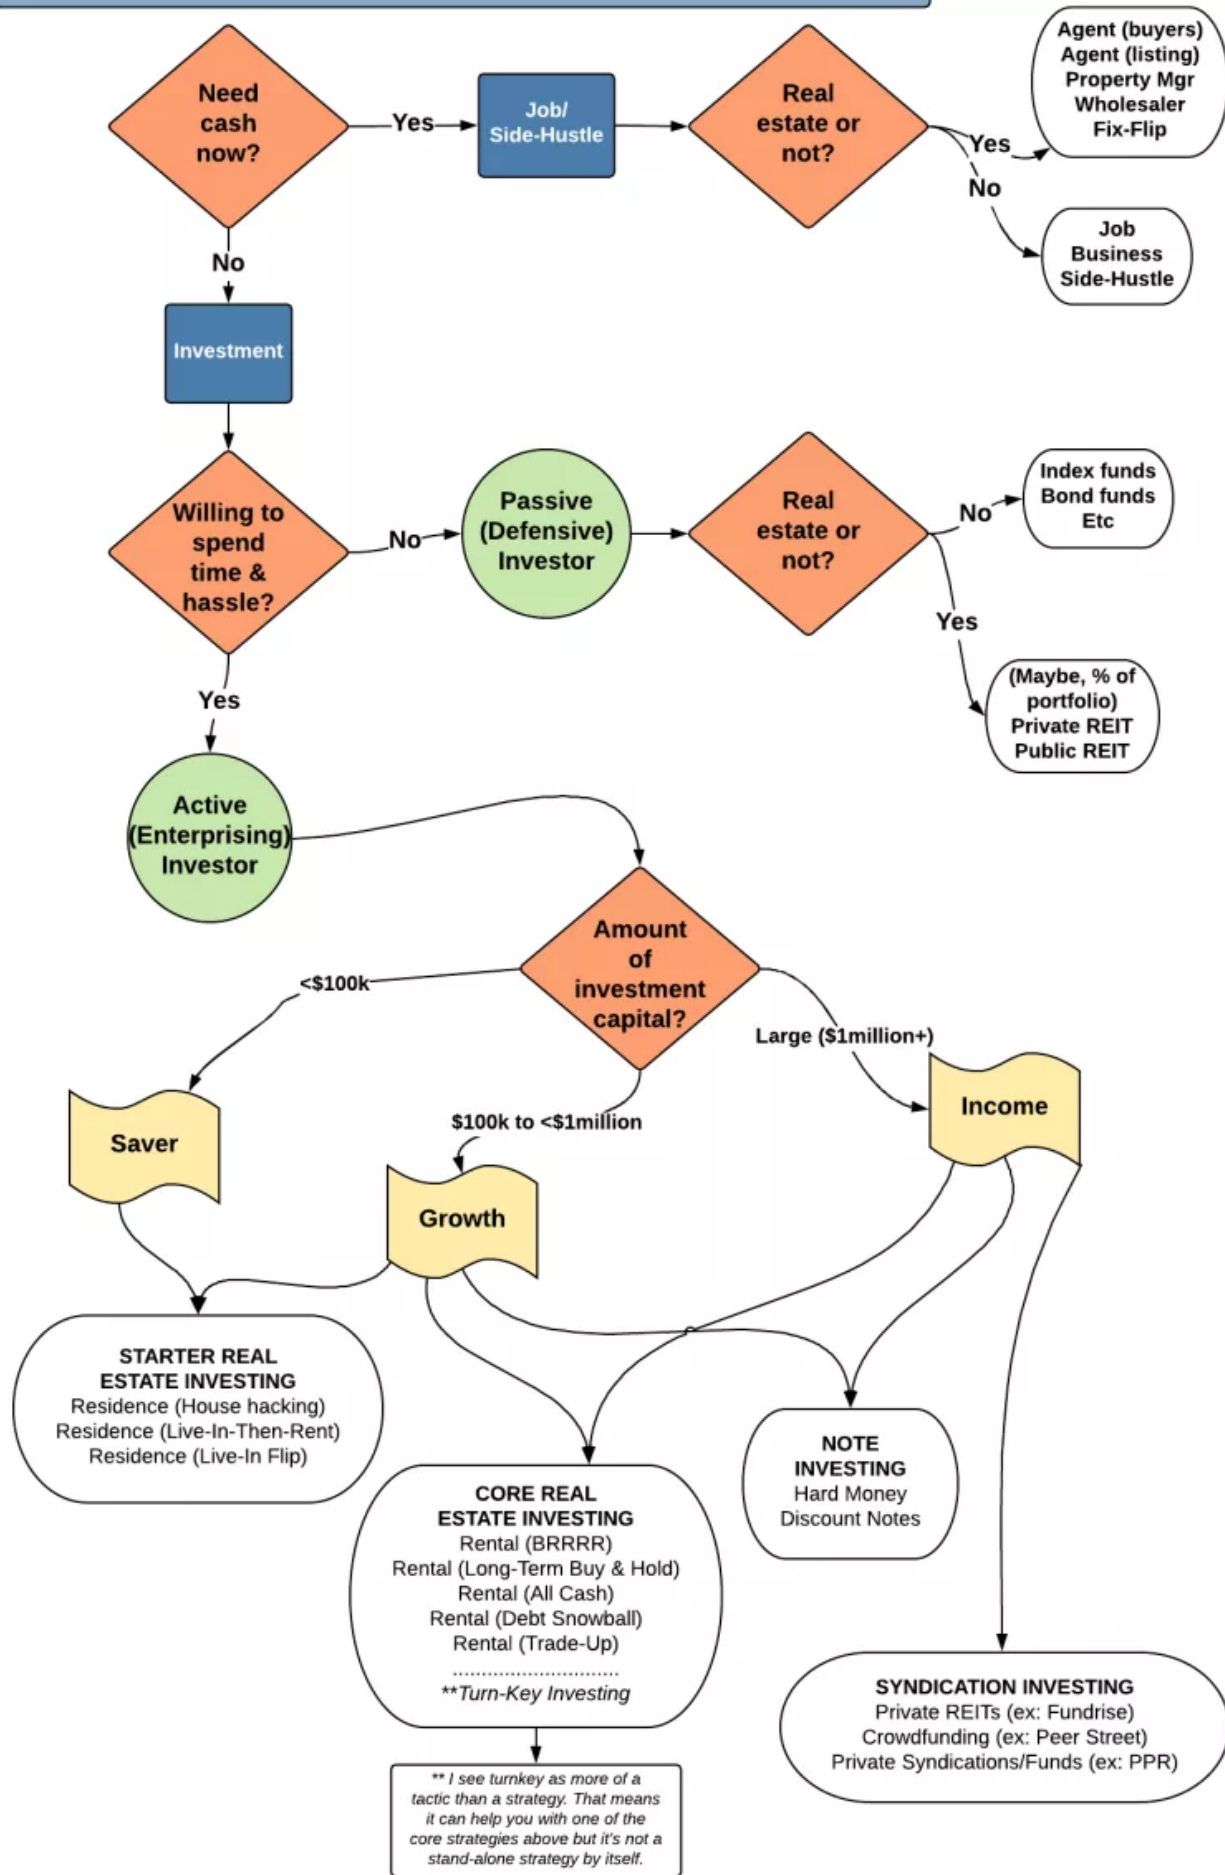 Need
cash
now?
Yes
Job/
Side-Hustle
Real
estate or
not?
Yes
No
Agent (buyers)
Agent (listing)
Property Mgr
Wholesaler
Fix-Flip
Job
Business
Side-Hustle
No
Investment
Willing to
spend
time &
hassle?
No
Passive
(Defensive)
Investor
Real
estate or
not?
No
Index funds
Bond funds
Etc
Yes
(Maybe, % of
portfolio)
Private REIT
Public REIT
Yes
Active
(Enterprising)
Investor
Amount
of
investment
capital?
<$100k
Large ($1million+)
$100k to <$1million
Saver
Growth
Income
STARTER REAL
ESTATE INVESTING
Residence (House hacking)
Residence (Live-In-Then-Rent)
Residence (Live-In Flip)
CORE REAL
ESTATE INVESTING
Rental (BRRRR)
Rental (Long-Term Buy & Hold)
Rental (All Cash)
Rental (Debt Snowball)
Rental (Trade-Up)
.............................
**Turn-Key Investing
NOTE
INVESTING
Hard Money
Discount Notes
SYNDICATION INVESTING
Private REITs (ex: Fundrise)
Crowdfunding (ex: Peer Street)
Private Syndications/Funds (ex: PPR)
** I see turnkey as more of a
tactic than a strategy. That means
it can help you with one of the
core strategies above but it's not a
stand-alone strategy by itself.